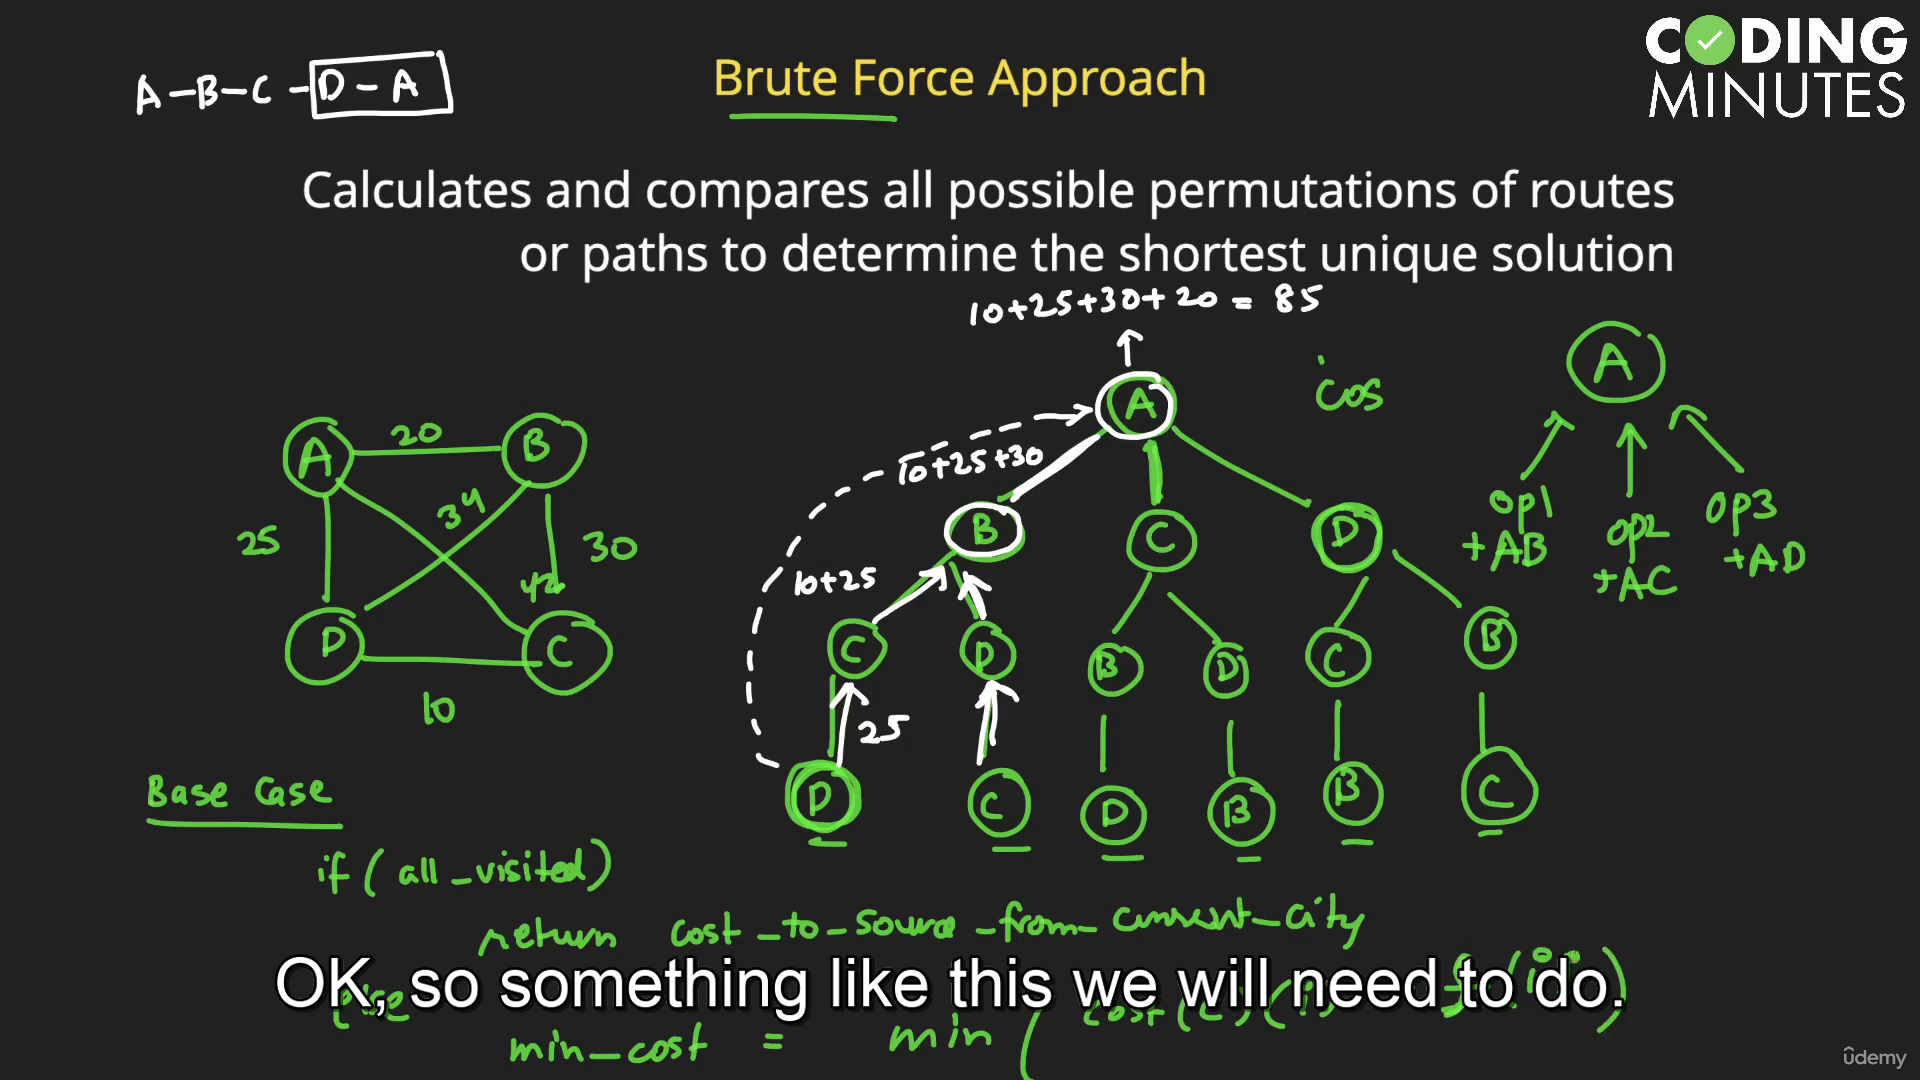 A-B-C-D-A
Brute Force Approach
CODING
MINUTES
Calculates and compares all possible permutations of routes
or paths to determine the shortest unique solution
10+25+30+20 = 85
A
cos
A
10+25+30
A
20
B
34
25
30
42
D
C
10
B
C
D
op1
+AB
op2
+AC
op3
+AD
10+25
C
D
B
D
C
B
25
D
C
D
B
B
C
Base Case
if (all_visited)
return cost_to_source_from_current_city
OK, so something like this we will need to do.
else
min_cost = min (
ûdemy